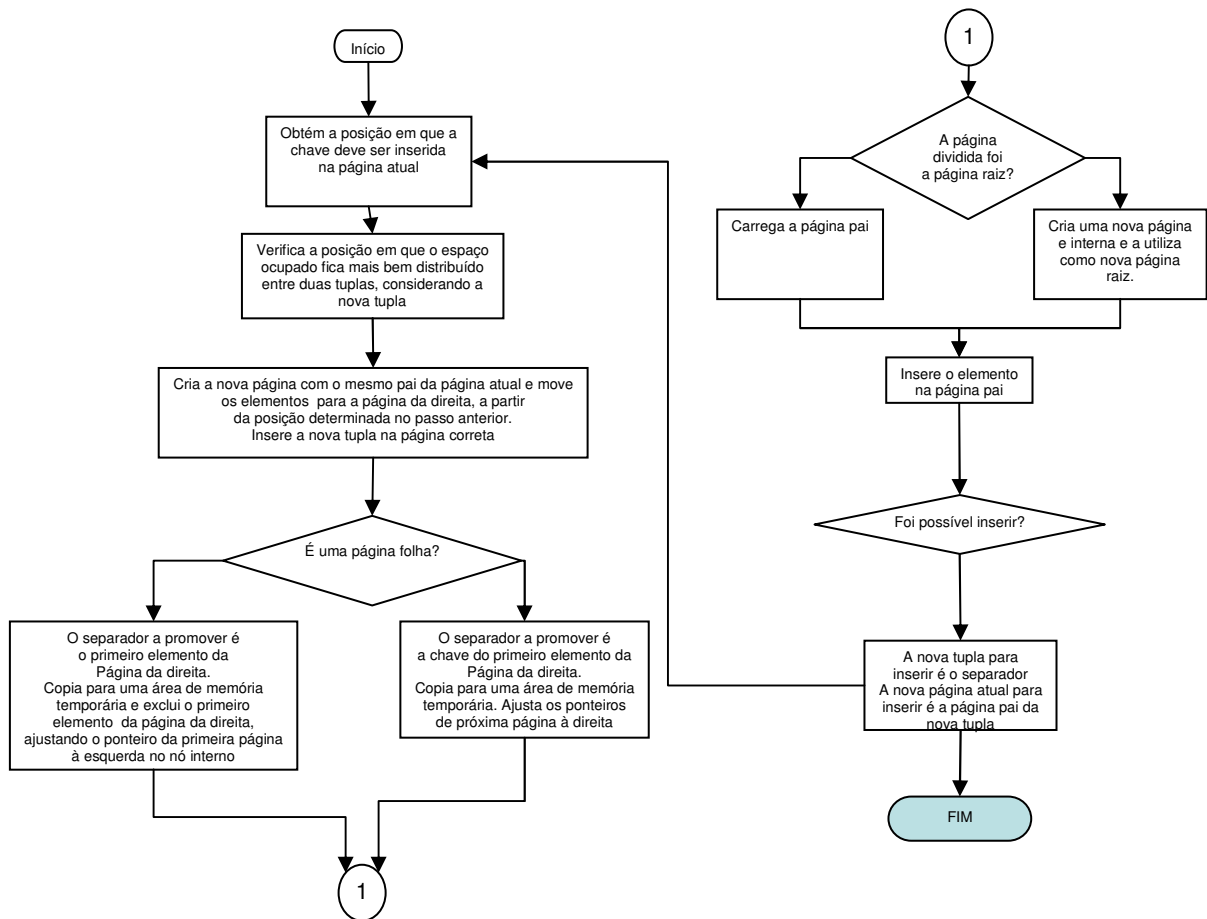 Início
Obtém a posição em que a
chave deve ser inserida
na página atual
Verifica a posição em que o espaço
ocupado fica mais bem distribuído
entre duas tuplas, considerando a
nova tupla
Cria a nova página com o mesmo pai da página atual e move
os elementos para a página da direita, a partir
da posição determinada no passo anterior.
Insere a nova tupla na página correta
É uma página folha?
O separador a promover é
o primeiro elemento da
Página da direita.
Copia para uma área de memória
temporária e exclui o primeiro
elemento da página da direita,
ajustando o ponteiro da primeira página
à esquerda no nó interno
O separador a promover é
a chave do primeiro elemento da
Página da direita.
Copia para uma área de memória
temporária. Ajusta os ponteiros
de próxima página à direita
1
1
A página
dividida foi
a página raiz?
Carrega a página pai
Cria uma nova página
e interna e a utiliza
como nova página
raiz.
Insere o elemento
na página pai
Foi possível inserir?
A nova tupla para
inserir é o separador
A nova página atual para
inserir é a página pai da
nova tupla
FIM